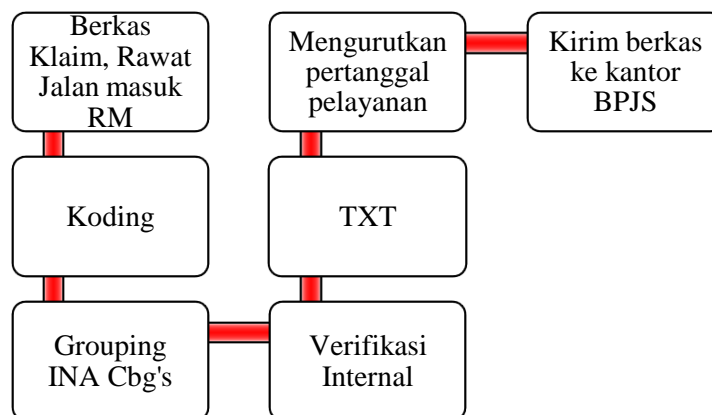 Berkas
Klaim, Rawat
Jalan masuk
RM
Koding
Grouping
INA Cbg's
Verifikasi
Internal
TXT
Mengurutkan
pertanggal
pelayanan
Kirim berkas
ke kantor
BPJS